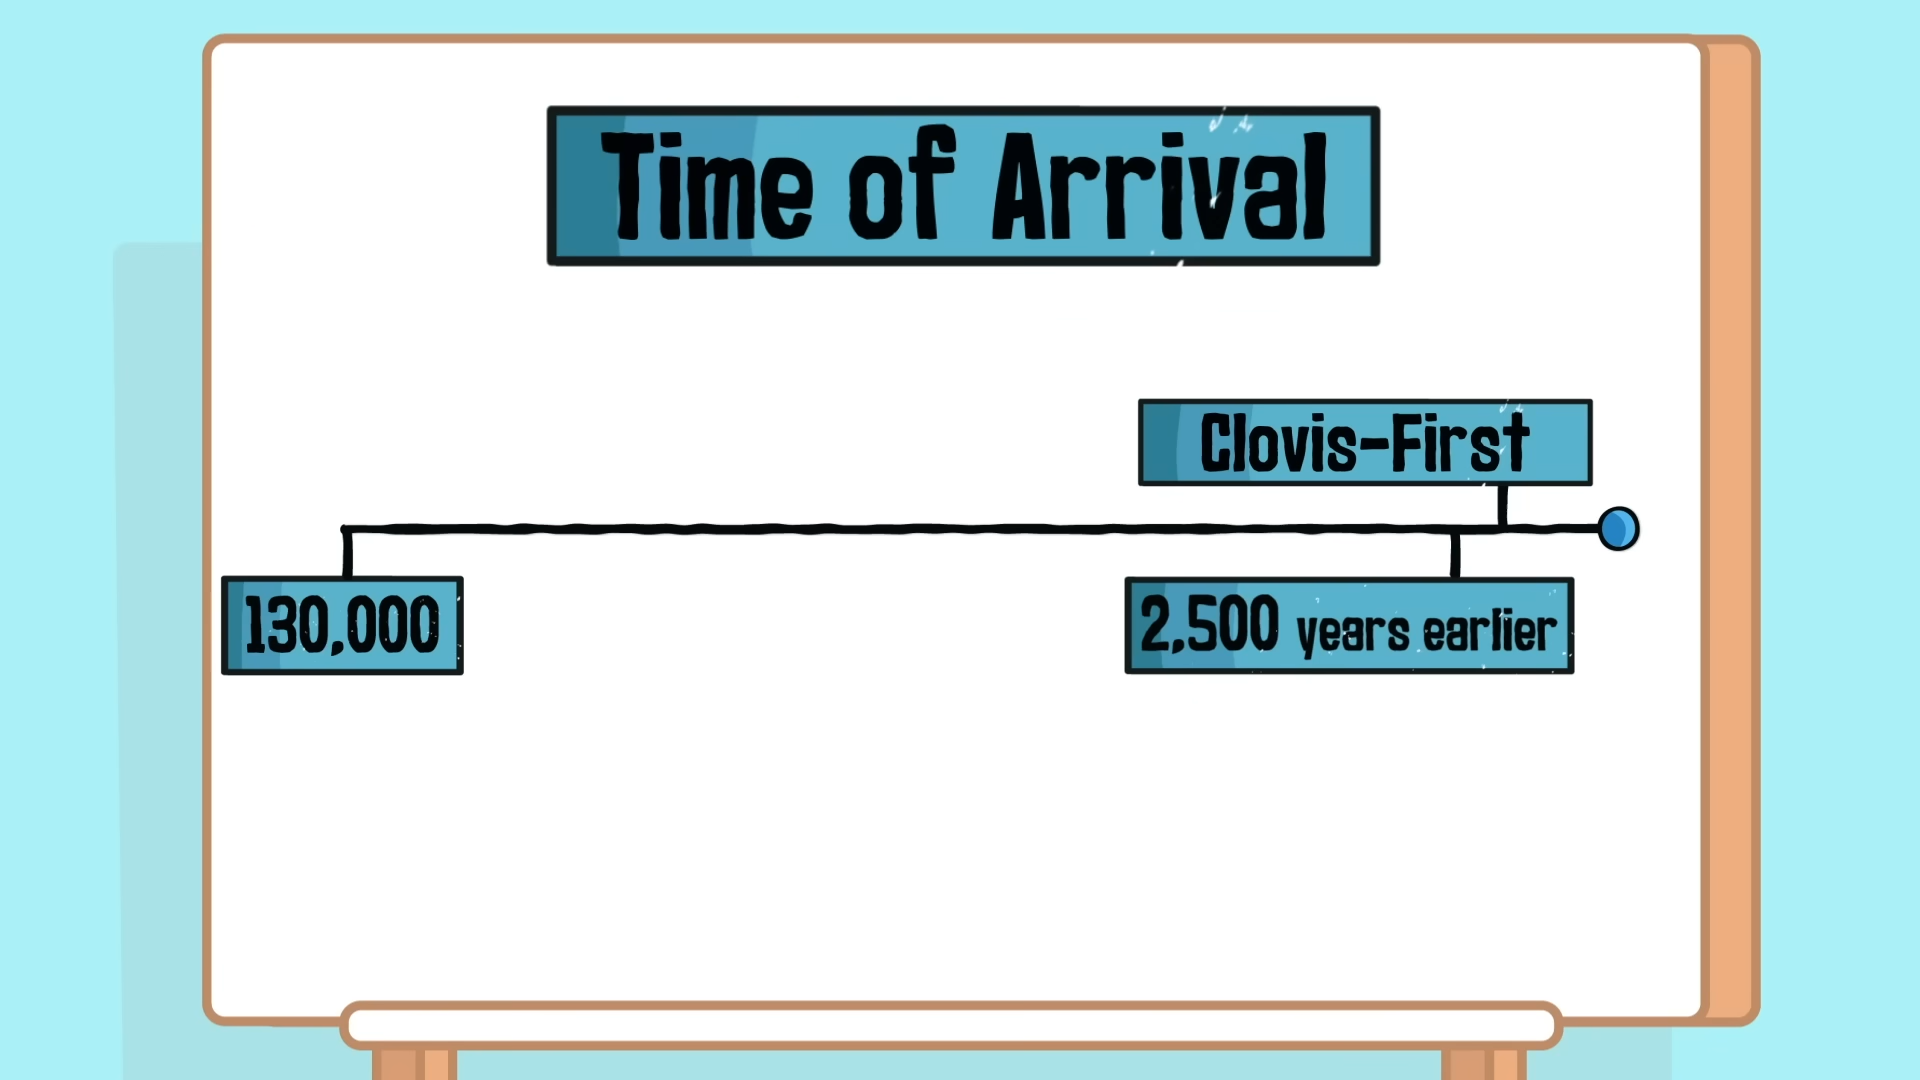 Time of Arrival
Clovis-First
130,000
2,500 years earlier